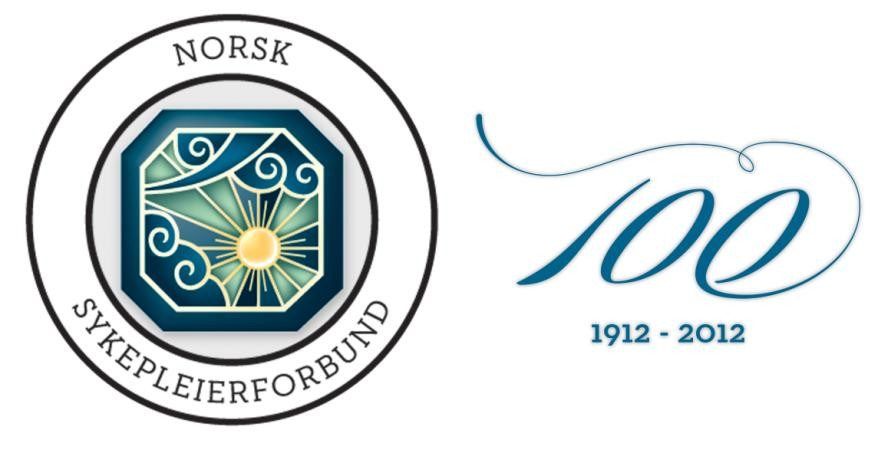 NORSK
SYKEPLEIERFORBUND
100
1912 - 2012